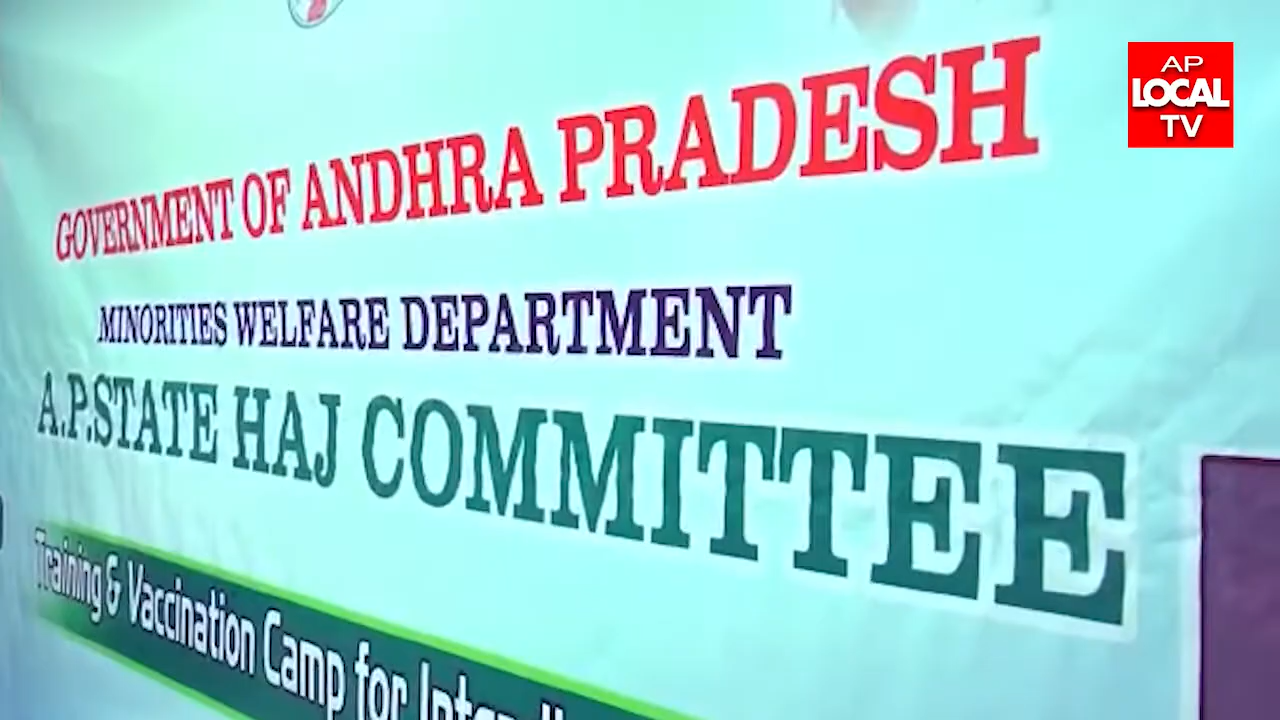 GOVERNMENT OF ANDHRA PRADESH
MINORITIES WELFARE DEPARTMENT
A.P.STATE HAJ COMMITTEE
Training & Vaccination Camp for
AP
LOCAL
TV